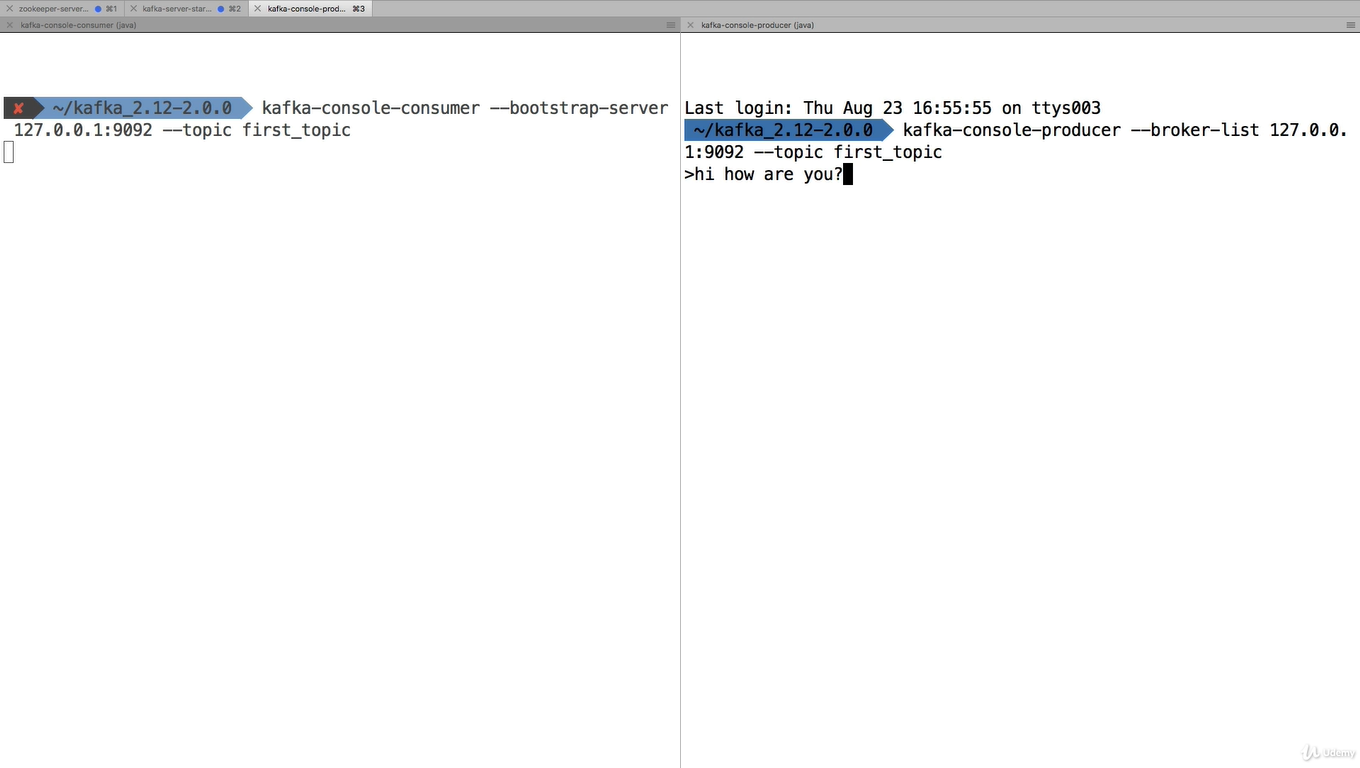 zookeeper-server... ⌘1
kafka-server-star... ⌘2
kafka-console-prod... ⌘3
kafka-console-consumer (java)
kafka-console-producer (java)
✘ ~/kafka_2.12-2.0.0 kafka-console-consumer --bootstrap-server
127.0.0.1:9092 --topic first_topic
Last login: Thu Aug 23 16:55:55 on ttys003
~/kafka_2.12-2.0.0 kafka-console-producer --broker-list 127.0.0.
1:9092 --topic first_topic
>hi how are you?
Udemy